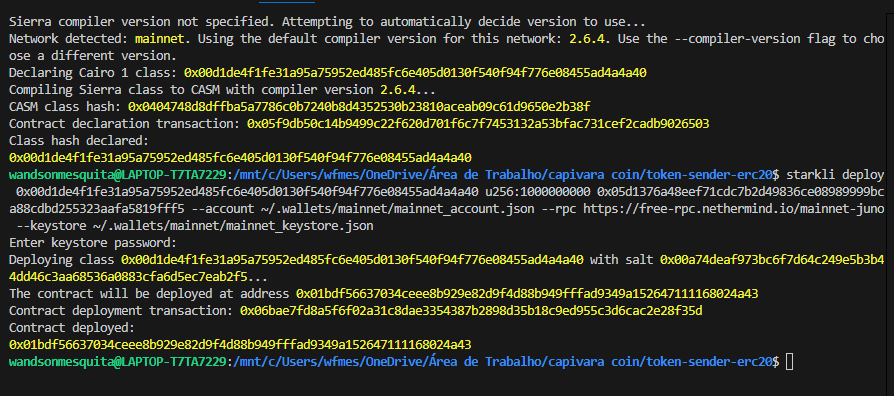 Sierra compiler version not specified. Attempting to automatically decide version to use...
Network detected: mainnet. Using the default compiler version for this network: 2.6.4. Use the --compiler-version flag to cho
ose a different version.
Declaring Cairo 1 class: 0x00d1de4f1fe31a95a75952ed485fc6e405d0130f540f94f776e08455ad4a4a40
Compiling Sierra class to CASM with compiler version 2.6.4...
CASM class hash: 0x0404748d8dffba5a7786c0b7240b8d4352530b23810aceab09c61d9650e2b38f
Contract declaration transaction: 0x05f9db50c14b9499c22f620d701f6c7f7453132a53bfac731cef2cadb9026503
Class hash declared:
0x00d1de4f1fe31a95a75952ed485fc6e405d0130f540f94f776e08455ad4a4a40
wandsonmesquita@LAPTOP-T7TA7229:/mnt/c/Users/wfmes/OneDrive/Área de Trabalho/capivara coin/token-sender-erc20$ starkli deploy
0x00d1de4f1fe31a95a75952ed485fc6e405d0130f540f94f776e08455ad4a4a40 u256:1000000000 0x05d1376a48eef71cdc7b2d49836ce08989999bc
a88cdbd255323aafa5819fff5 --account ~/.wallets/mainnet/mainnet_account.json --rpc https://free-rpc.nethermind.io/mainnet-juno
--keystore ~/.wallets/mainnet/mainnet_keystore.json
Enter keystore password:
Deploying class 0x00d1de4f1fe31a95a75952ed485fc6e405d0130f540f94f776e08455ad4a4a40 with salt 0x00a74deaf973bc6f7d64c249e5b3b4
4dd46c3aa68536a0883cfa6d5ec7eab2f5...
The contract will be deployed at address 0x01bdf56637034ceee8b929e82d9f4d88b949fffad9349a152647111168024a43
Contract deployment transaction: 0x06bae7fd8a5f6f02a31c8dae3354387b2898d35b18c9ed955c3d6cac2e28f35d
Contract deployed:
0x01bdf56637034ceee8b929e82d9f4d88b949fffad9349a152647111168024a43
wandsonmesquita@LAPTOP-T7TA7229:/mnt/c/Users/wfmes/OneDrive/Área de Trabalho/capivara coin/token-sender-erc20$